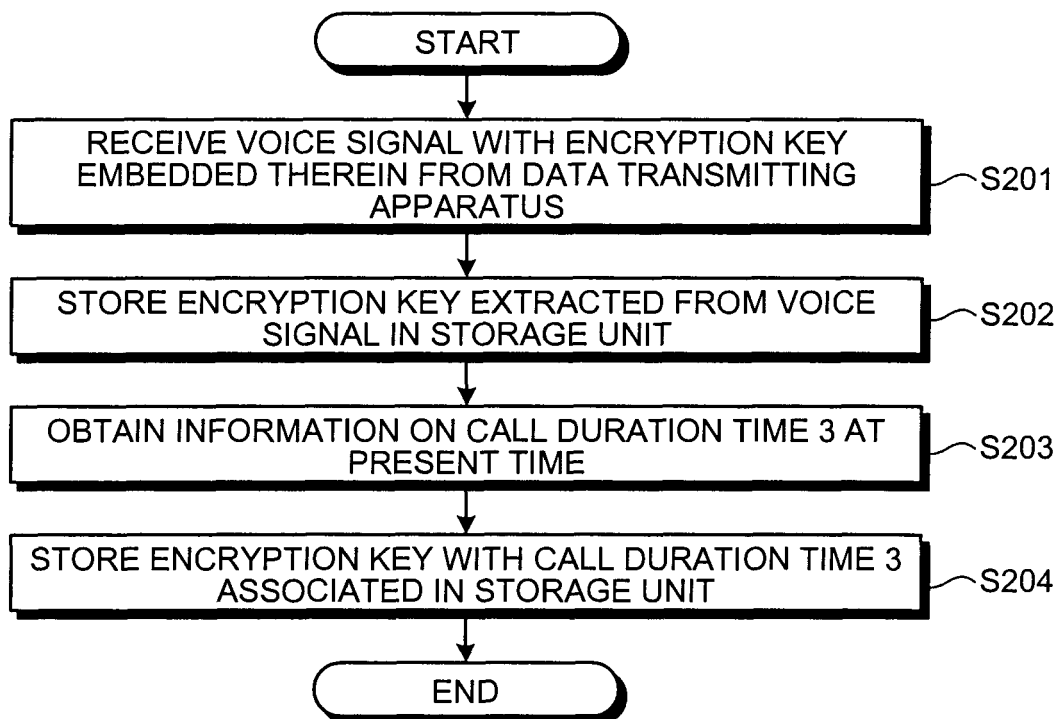 START
RECEIVE VOICE SIGNAL WITH ENCRYPTION KEY
EMBEDDED THEREIN FROM DATA TRANSMITTING
APPARATUS
S201
STORE ENCRYPTION KEY EXTRACTED FROM VOICE
SIGNAL IN STORAGE UNIT
S202
OBTAIN INFORMATION ON CALL DURATION TIME 3 AT
PRESENT TIME
S203
STORE ENCRYPTION KEY WITH CALL DURATION TIME 3
ASSOCIATED IN STORAGE UNIT
S204
END